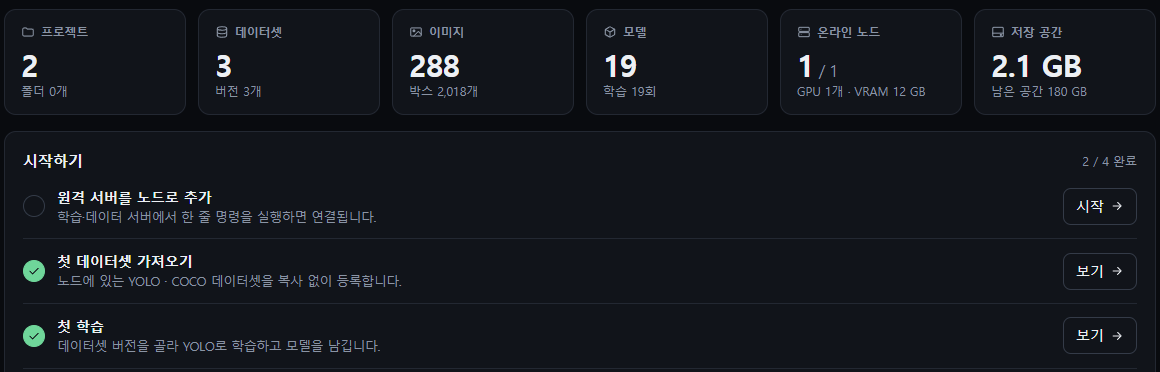 프로젝트
2
폴더 0개
데이터셋
3
버전 3개
이미지
288
박스 2,018개
모델
19
학습 19회
온라인 노드
1 / 1
GPU 1개 · VRAM 12 GB
저장 공간
2.1 GB
남은 공간 180 GB
시작하기
2 / 4 완료
원격 서버를 노드로 추가
학습·데이터 서버에서 한 줄 명령을 실행하면 연결됩니다.
시작 →
첫 데이터셋 가져오기
노드에 있는 YOLO · COCO 데이터셋을 복사 없이 등록합니다.
보기 →
첫 학습
데이터셋 버전을 골라 YOLO로 학습하고 모델을 남깁니다.
보기 →